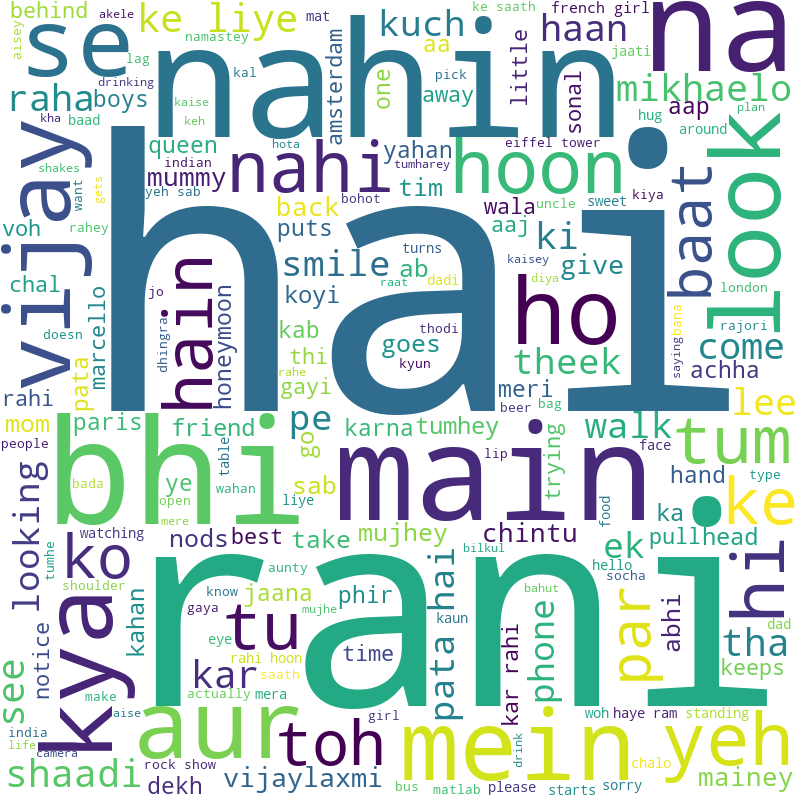 behind akele ke liye mat ke saath french girl
aisey se namastey kuch haan jaati na
lag nahin aa little
drinking kal pick amsterdam one sonal mikhaelo
raha boys kaise away aap plan
kha baad keh hug around
vijay queen hota yahan eiffel tower look
shakes indian nahi tumharey hoon baat
want gets mummy bohot tim wala uncle sweet kiya
voh yeh sab back puts aaj ki
rahey hai smile turns kaisey give
chal jo ab dadi diya london
hain koyi raat ho rajori
doesn marcello dhingra honeymoon kab goes thodi come
pata thi kyun theek saying bana achha
rahi gayi rahe meri
mom paris friend pe beer bag lee
people bhi karna tumhey walk tum
table go main lip trying face
looking ye sab hand type
bada wahan
open liye ke
mere ka
ko watching nods best take mujhey chintu food ek pull head
tumhe bilkul hi
shoulder aunty rani hello socha
kya know jaana phir pata hai bahut abhi dad
kahan gaya mujhe tu kaun phone par tha
notice eye time keeps
see rahi hoon kar rahi
make kar saath
actually mera
india aise aur toh girl mein woh haye ram standing
life camera drink yeh
rock show chalo
shaadi dekh vijaylaxmi bus matlab please starts sorry mainey